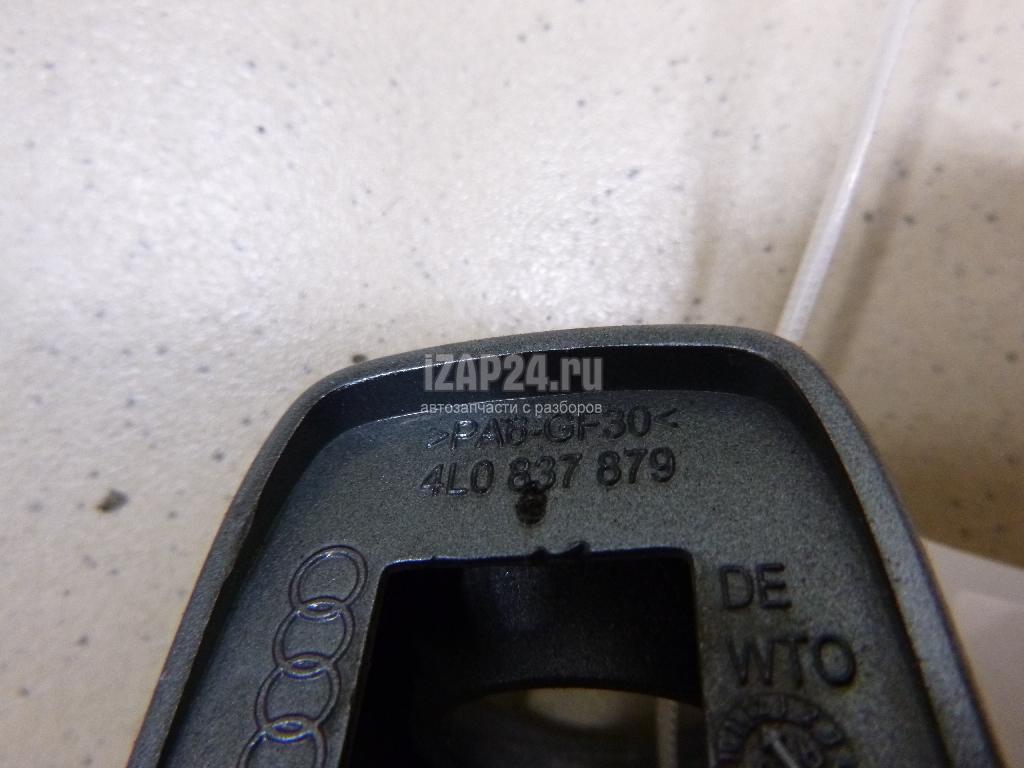 iZAP24.ru
автозапчасти с разборов
>PA6-GF30<
4L0 837 879
DE
WTO